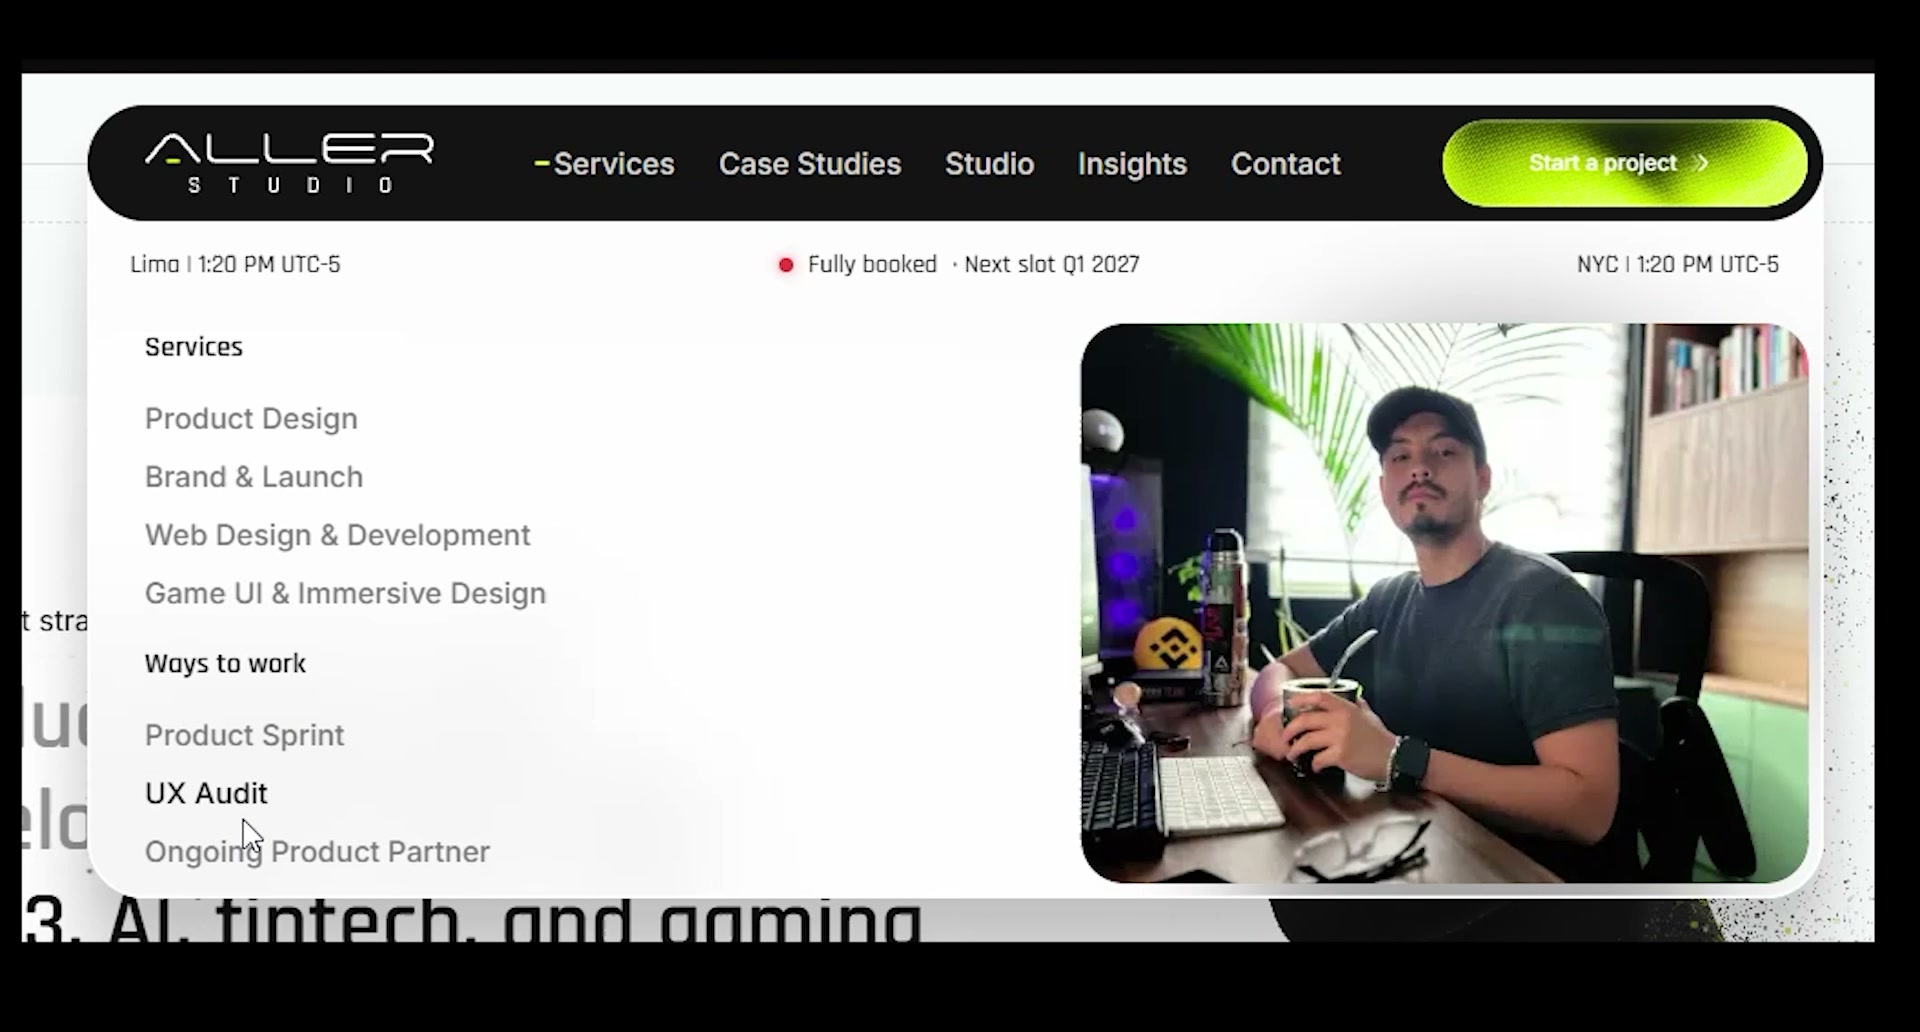 ALLER
STUDIO
Services
Case Studies
Studio
Insights
Contact
Start a project
Lima | 1:20 PM UTC-5
Fully booked · Next slot Q1 2027
NYC | 1:20 PM UTC-5
Services
Product Design
Brand & Launch
Web Design & Development
Game UI & Immersive Design
Ways to work
Product Sprint
UX Audit
Ongoing Product Partner
3. AI, fintech, and gaming